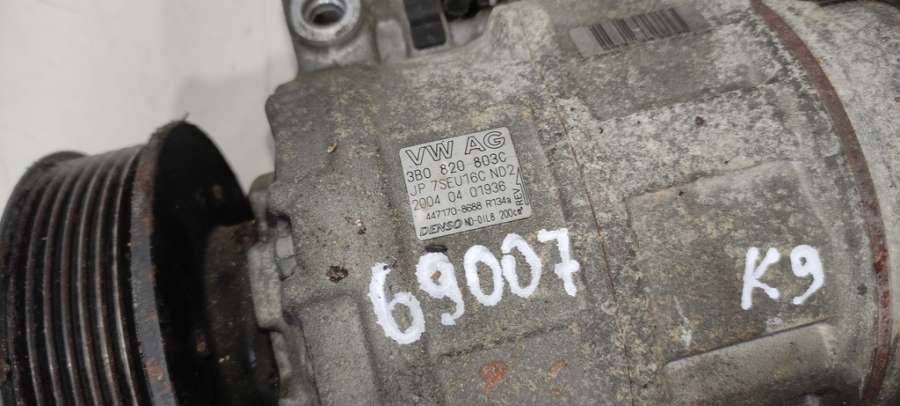 VW AG
3B0 820 803C
JP 7SEU16C ND2
2004 04 01936
447170-8688 R134a
DENSO ND-OIL8 200cc REV.
69007
K9